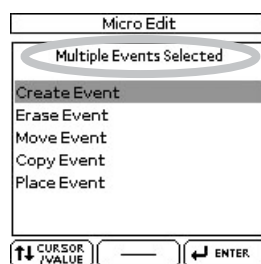 Micro Edit
Multiple Events Selected
Create Event
Erase Event
Move Event
Copy Event
Place Event
CURSOR
/VALUE
ENTER